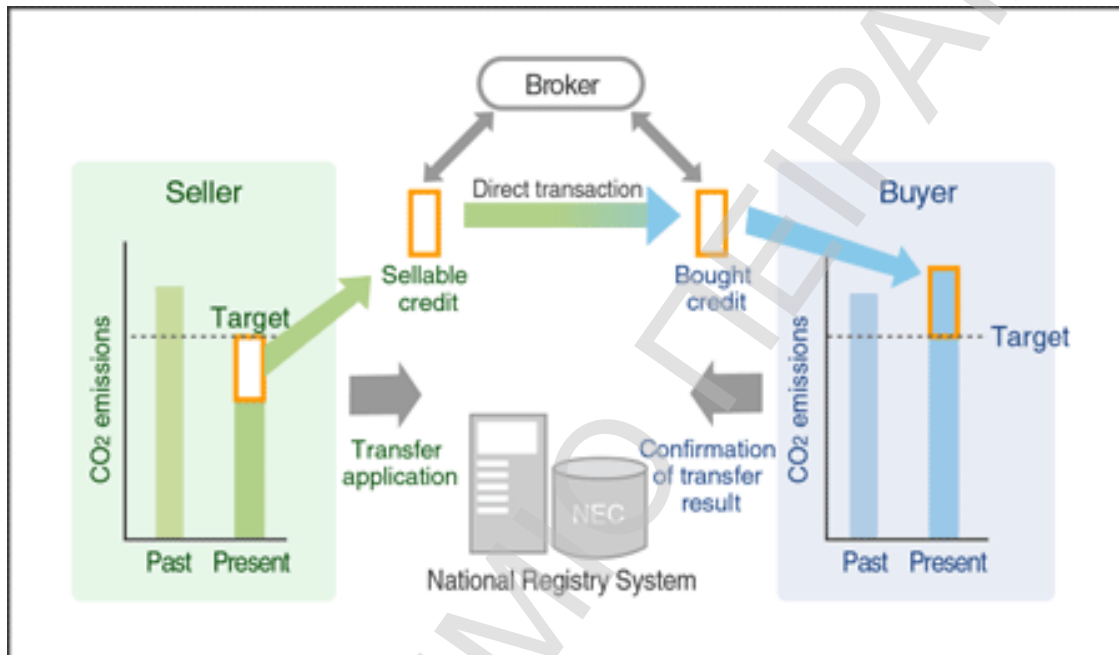 Broker
Seller
Direct transaction
Buyer
Sellable
credit
Bought
credit
Target
CO2 emissions
Past
Present
Transfer
application
Confirmation
of transfer
result
NEC
National Registry System
Target
CO2 emissions
Past
Present